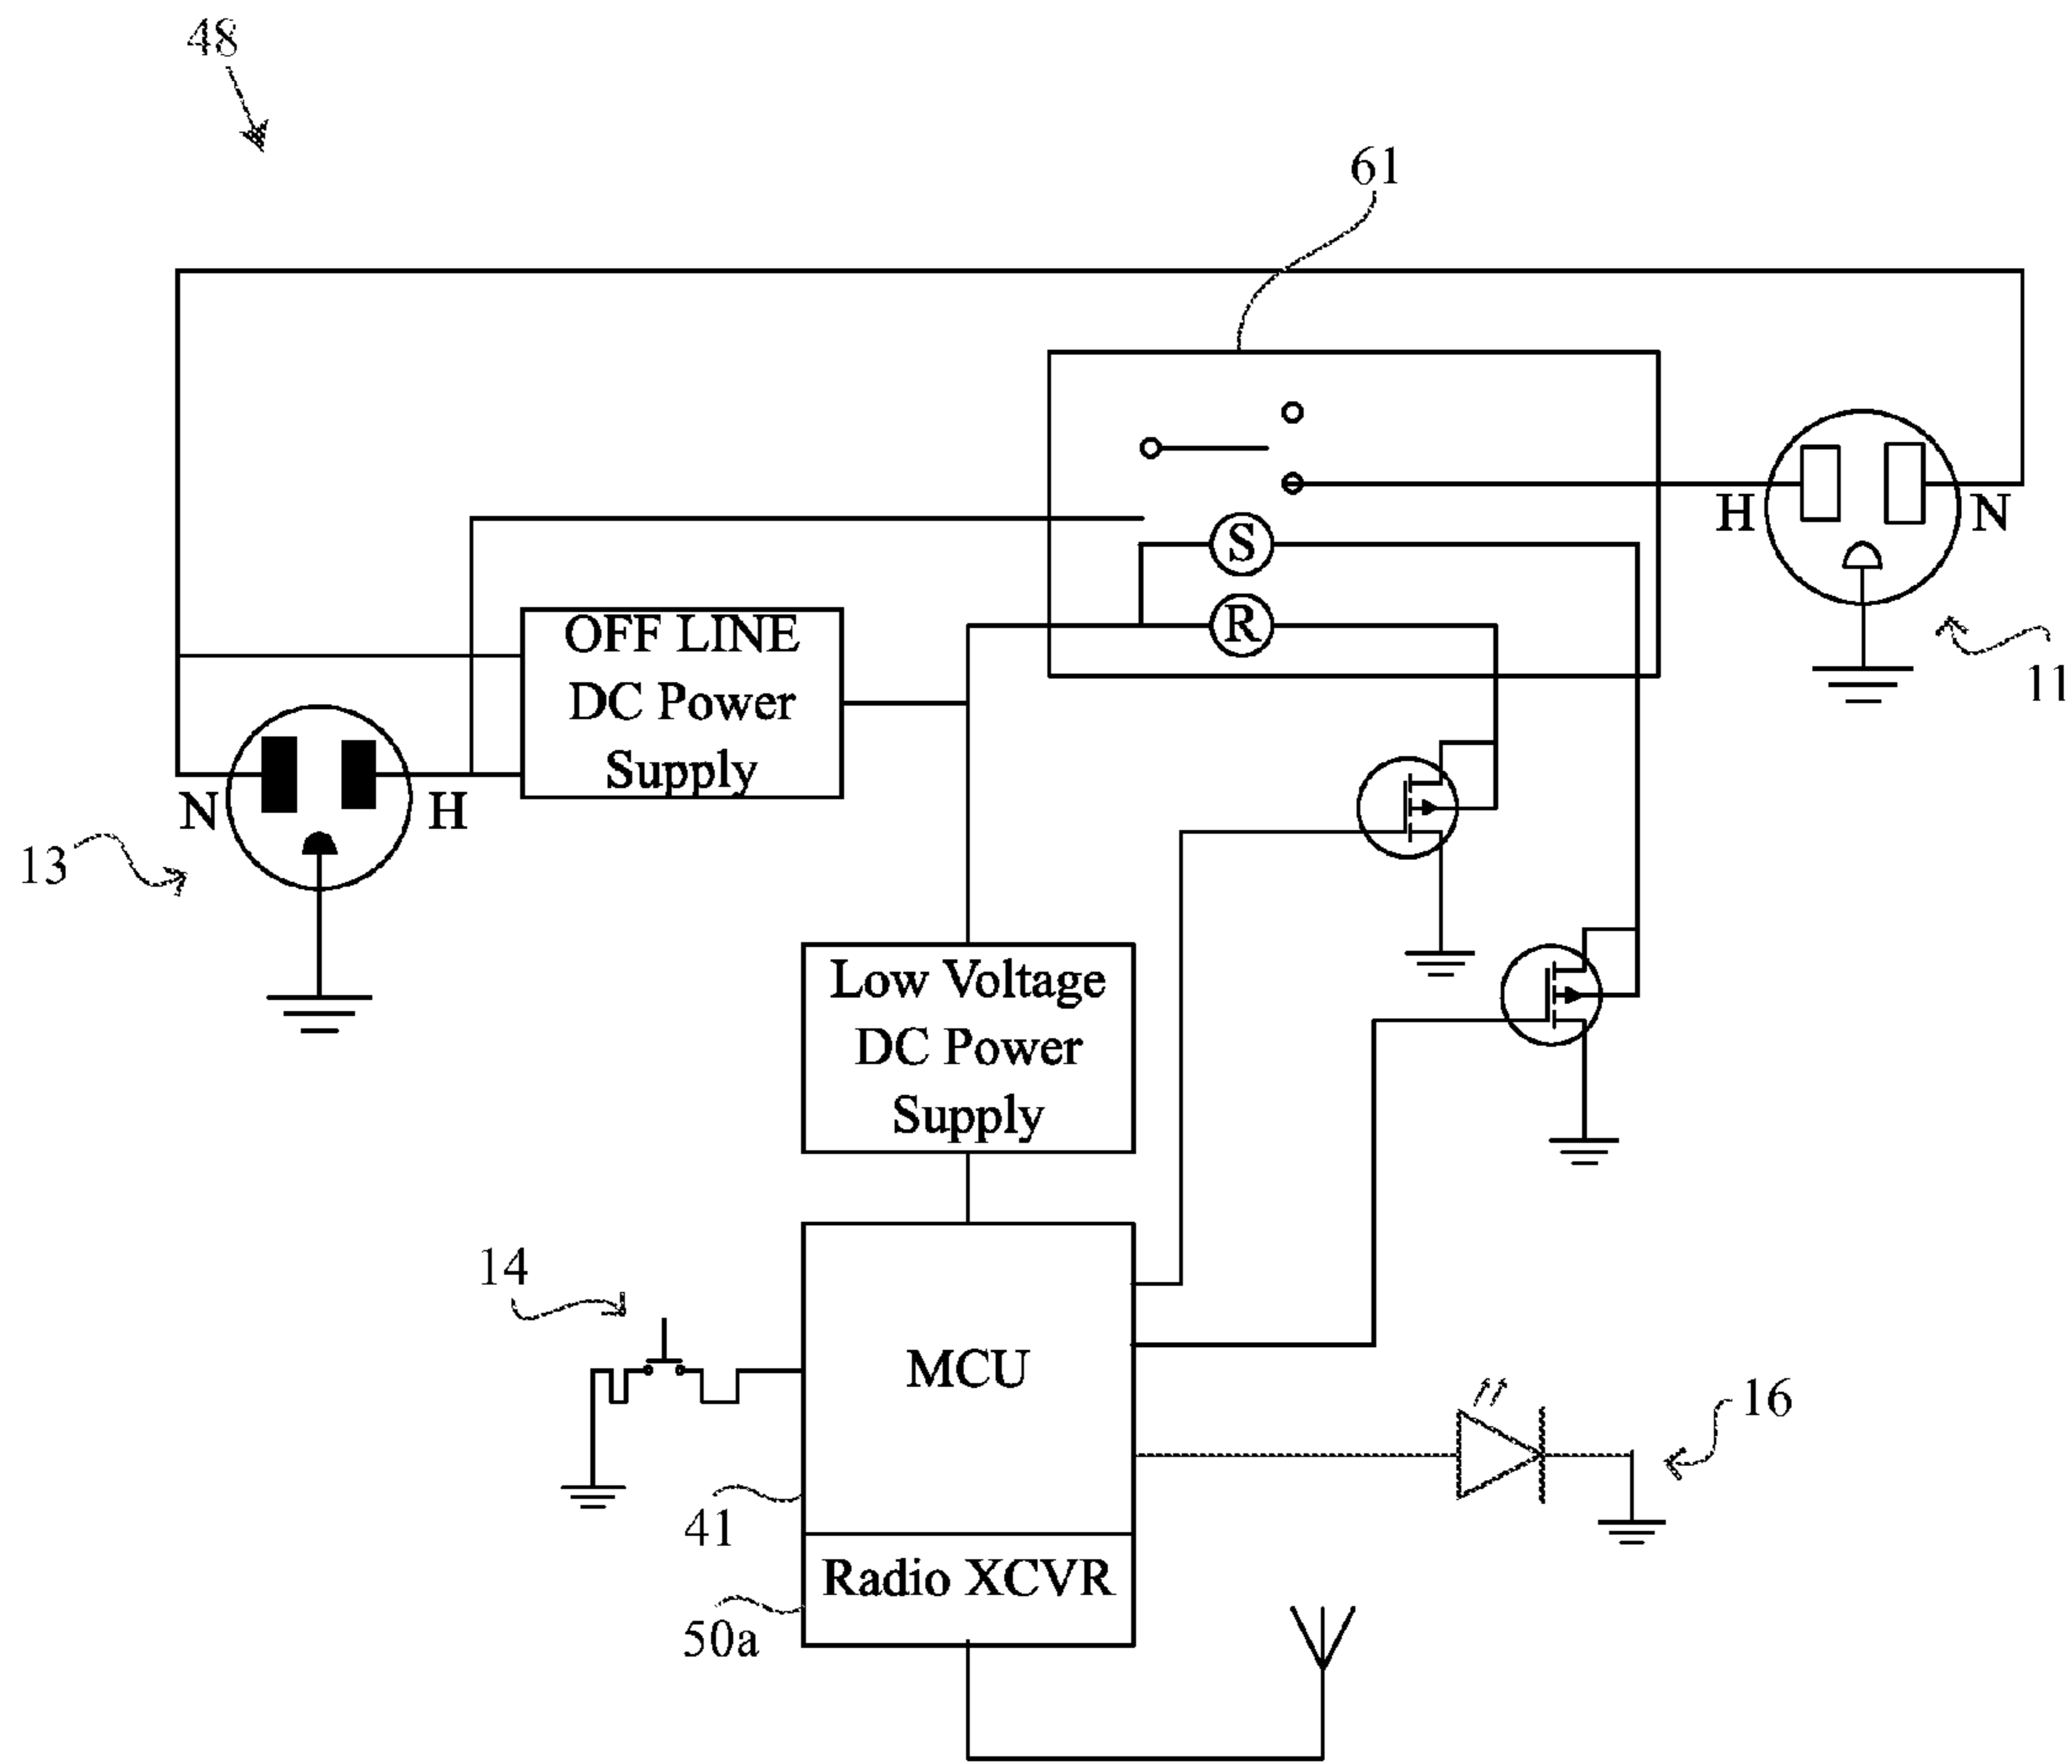 48
61
S
H
N
R
OFF LINE
DC Power
Supply
11
N
H
13
Low Voltage
DC Power
Supply
14
MCU
16
41
Radio XCVR
50a